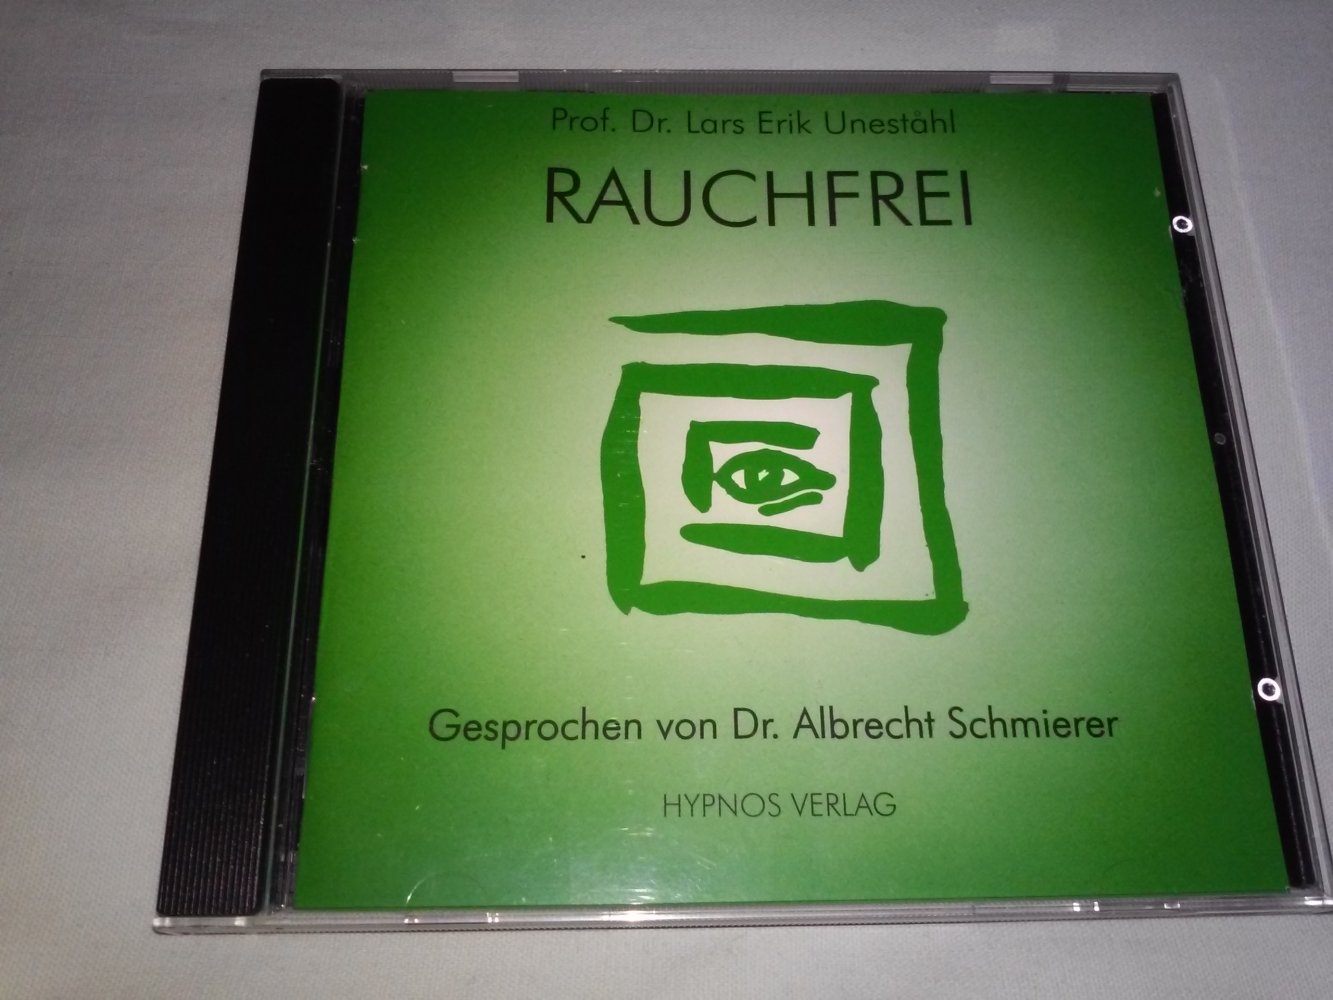 Prof. Dr. Lars Erik Uneståhl
RAUCHFREI
Gesprochen von Dr. Albrecht Schmierer
HYPNOS VERLAG